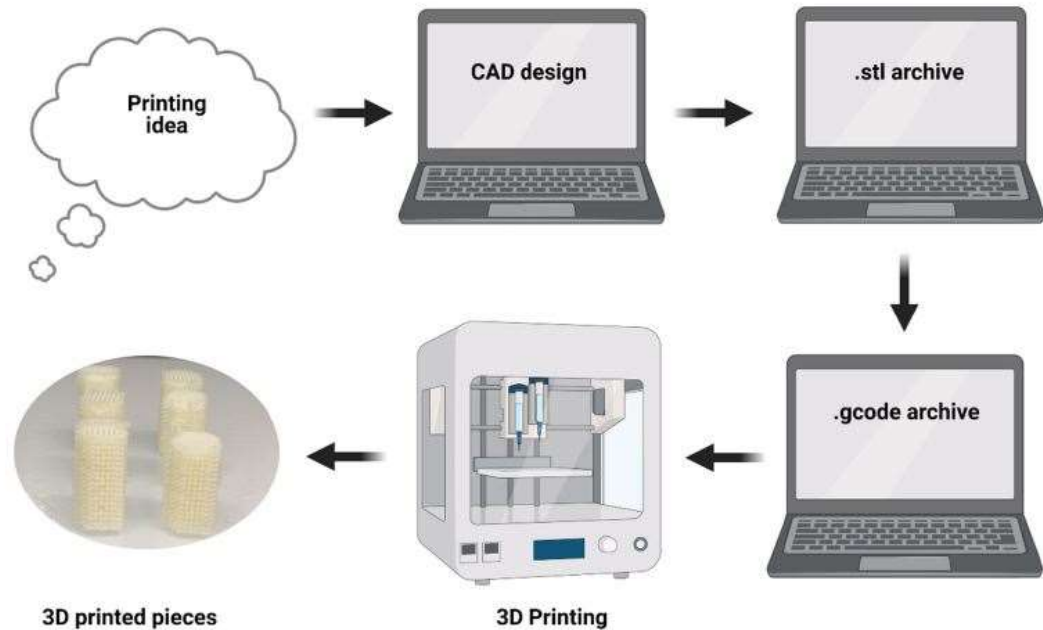 Printing
idea
CAD design
.stl archive
.gcode archive
3D printed pieces
3D Printing